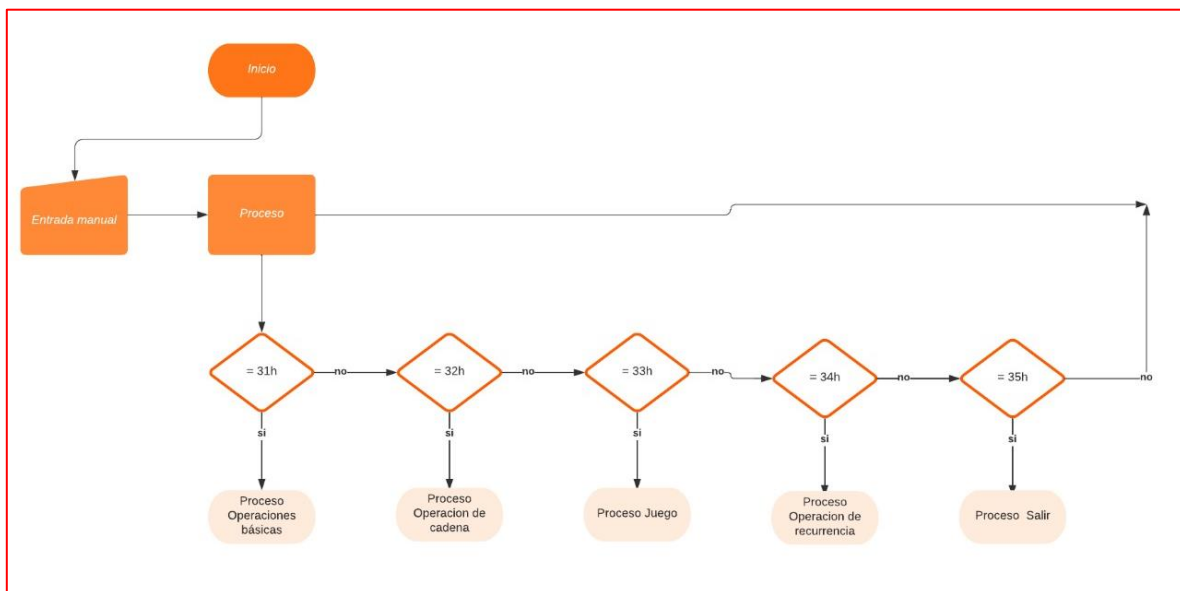 Inicio
Entrada manual
Proceso
= 31h
no
= 32h
no
= 33h
no
= 34h
no
= 35h
no
si
si
si
si
si
Proceso
Operaciones
básicas
Proceso
Operacion de
cadena
Proceso Juego
Proceso
Operacion de
recurrencia
Proceso Salir